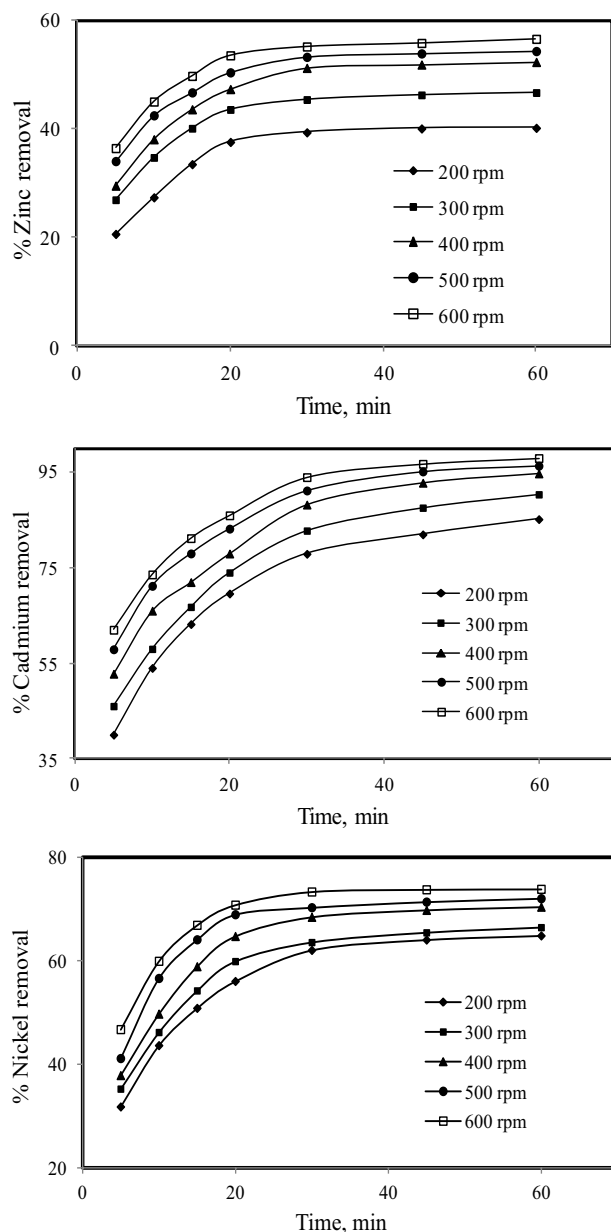 60
40
20
0
% Zinc removal
200 rpm
300 rpm
400 rpm
500 rpm
600 rpm
0 20 40 60
Time, min
95
75
55
35
% Cadmium removal
200 rpm
300 rpm
400 rpm
500 rpm
600 rpm
0 20 40 60
Time, min
80
60
40
20
% Nickel removal
200 rpm
300 rpm
400 rpm
500 rpm
600 rpm
0 20 40 60
Time, min